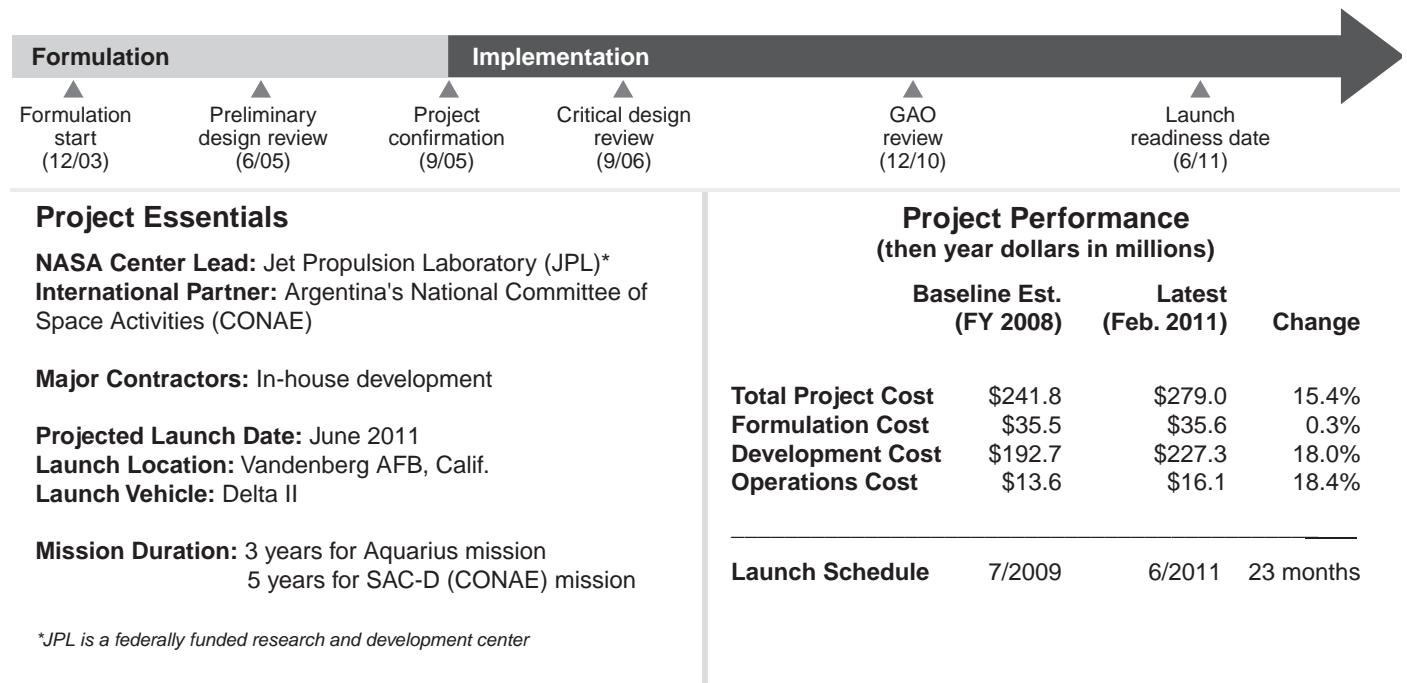 Formulation
Implementation
Formulation
start
(12/03)
Preliminary
design review
(6/05)
Project
confirmation
(9/05)
Critical design
review
(9/06)
GAO
review
(12/10)
Launch
readiness date
(6/11)
Project Essentials
NASA Center Lead: Jet Propulsion Laboratory (JPL)*
International Partner: Argentina's National Committee of
Space Activities (CONAE)
Major Contractors: In-house development
Projected Launch Date: June 2011
Launch Location: Vandenberg AFB, Calif.
Launch Vehicle: Delta II
Mission Duration: 3 years for Aquarius mission
5 years for SAC-D (CONAE) mission
*JPL is a federally funded research and development center
Project Performance
(then year dollars in millions)
Baseline Est. Latest
(FY 2008) (Feb. 2011) Change
Total Project Cost $241.8 $279.0 15.4%
Formulation Cost $35.5 $35.6 0.3%
Development Cost $192.7 $227.3 18.0%
Operations Cost $13.6 $16.1 18.4%
Launch Schedule 7/2009 6/2011 23 months